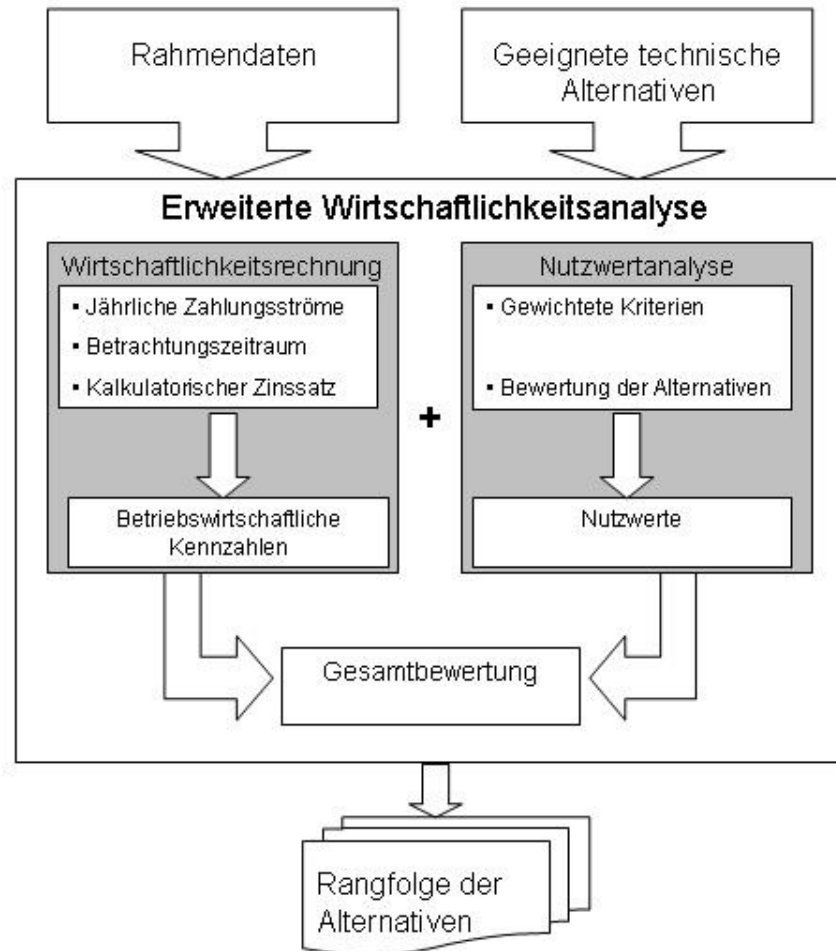 Rahmendaten
Geeignete technische
Alternativen
Erweiterte Wirtschaftlichkeitsanalyse
Wirtschaftlichkeitsrechnung
▪ Jährliche Zahlungsströme
▪ Betrachtungszeitraum
▪ Kalkulatorischer Zinssatz
Betriebswirtschaftliche
Kennzahlen
+
Nutzwertanalyse
▪ Gewichtete Kriterien
▪ Bewertung der Alternativen
Nutzwerte
Gesamtbewertung
Rangfolge der
Alternativen